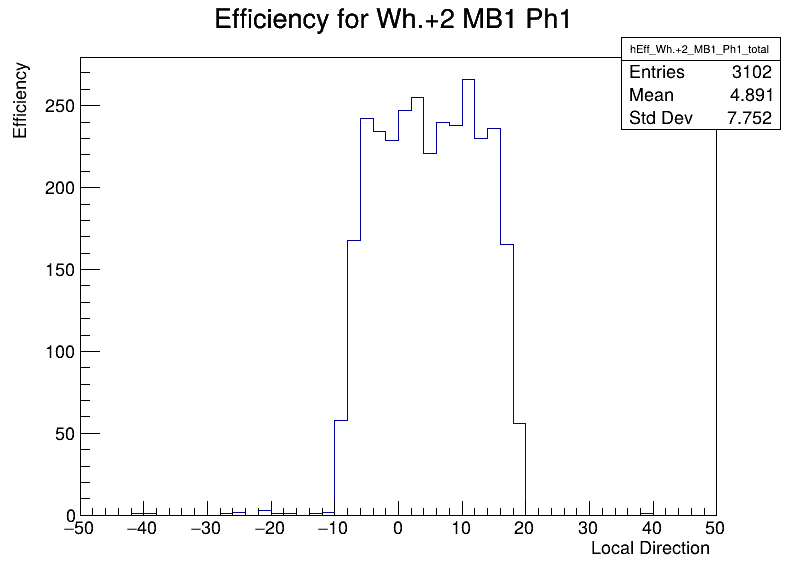 Efficiency for Wh.+2 MB1 Ph1
hEff_Wh.+2_MB1_Ph1_total
Entries 3102
Mean 4.891
Std Dev 7.752
Efficiency
250
200
150
100
50
0
−50 −40 −30 −20 −10 0 10 20 30 40 50
Local Direction